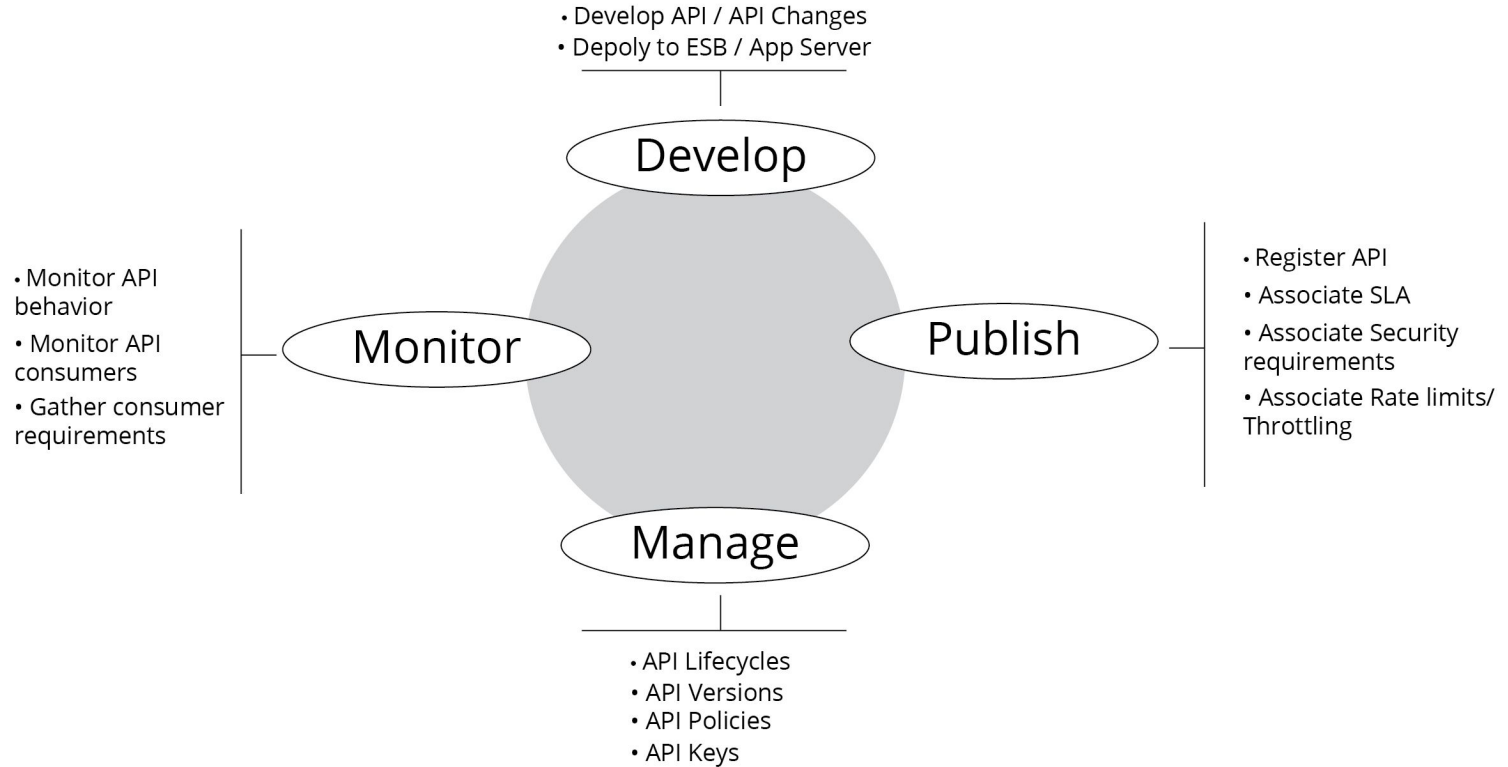 • Develop API / API Changes
• Depoly to ESB / App Server
Develop
• Monitor API
behavior
• Monitor API
consumers
• Gather consumer
requirements
Monitor
Publish
• Register API
• Associate SLA
• Associate Security
requirements
• Associate Rate limits/
Throttling
Manage
• API Lifecycles
• API Versions
• API Policies
• API Keys